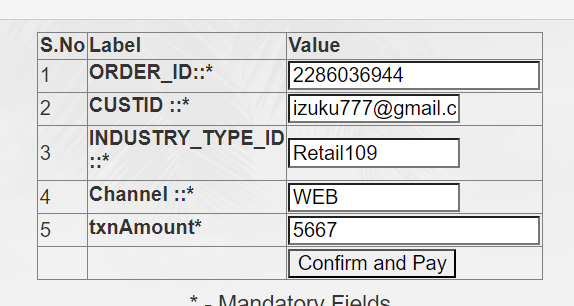 S.No Label Value
1 ORDER_ID::* 2286036944
2 CUSTID ::* izuku777@gmail.c
3 INDUSTRY_TYPE_ID ::* Retail109
4 Channel ::* WEB
5 txnAmount* 5667
Confirm and Pay
* - Mandatory Fields